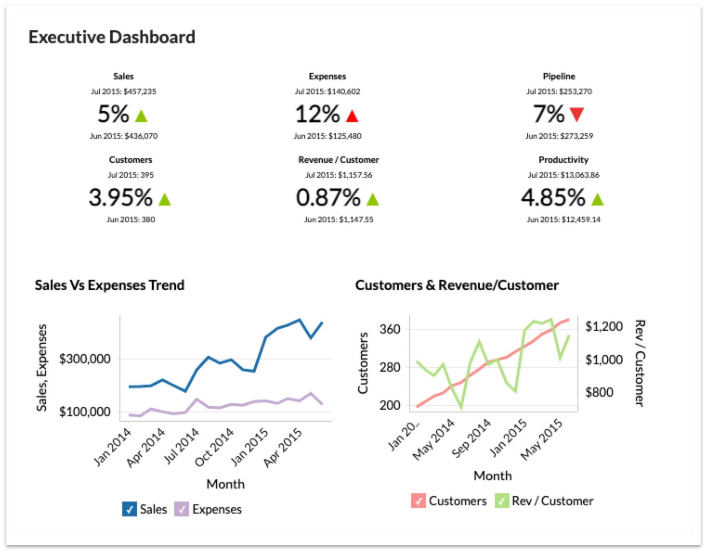 Executive Dashboard
Sales
Jul 2015: $457,235
5%
Jun 2015: $436,070
Expenses
Jul 2015: $140,602
12%
Jun 2015: $125,480
Pipeline
Jul 2015: $253,270
7%
Jun 2015: $273,259
Customers
Jul 2015: 395
3.95%
Jun 2015: 380
Revenue / Customer
Jul 2015: $1,157.56
0.87%
Jun 2015: $1,147.55
Productivity
Jul 2015: $13,063.86
4.85%
Jun 2015: $12,459.14
Sales Vs Expenses Trend
Sales, Expenses
$300,000
$100,000
Jan 2014
Apr 2014
Jul 2014
Oct 2014
Jan 2015
Apr 2015
Month
Sales
Expenses
Customers & Revenue/Customer
Customers
360
280
200
$1,200
$1,000
$800
Rev / Customer
Jan 20..
May 2014
Sep 2014
Jan 2015
May 2015
Month
Customers
Rev / Customer